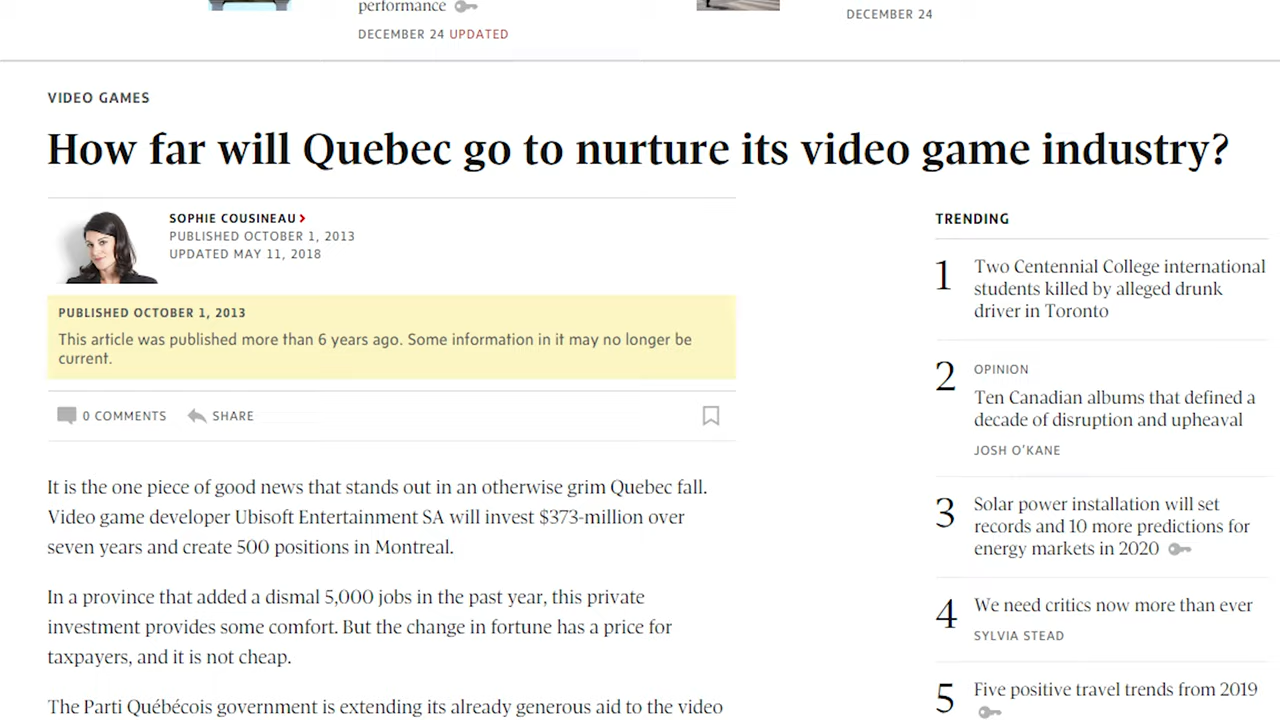 performance
DECEMBER 24 UPDATED
DECEMBER 24
VIDEO GAMES
How far will Quebec go to nurture its video game industry?
SOPHIE COUSINEAU
PUBLISHED OCTOBER 1, 2013
UPDATED MAY 11, 2018
PUBLISHED OCTOBER 1, 2013
This article was published more than 6 years ago. Some information in it may no longer be
current.
0 COMMENTS SHARE
It is the one piece of good news that stands out in an otherwise grim Quebec fall.
Video game developer Ubisoft Entertainment SA will invest $373-million over
seven years and create 500 positions in Montreal.
In a province that added a dismal 5,000 jobs in the past year, this private
investment provides some comfort. But the change in fortune has a price for
taxpayers, and it is not cheap.
The Parti Québécois government is extending its already generous aid to the video
TRENDING
1 Two Centennial College international
students killed by alleged drunk
driver in Toronto
2 OPINION
Ten Canadian albums that defined a
decade of disruption and upheaval
JOSH O'KANE
3 Solar power installation will set
records and 10 more predictions for
energy markets in 2020
4 We need critics now more than ever
SYLVIA STEAD
5 Five positive travel trends from 2019